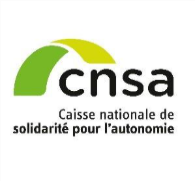 cnsa
Caisse nationale de
solidarité pour l'autonomie